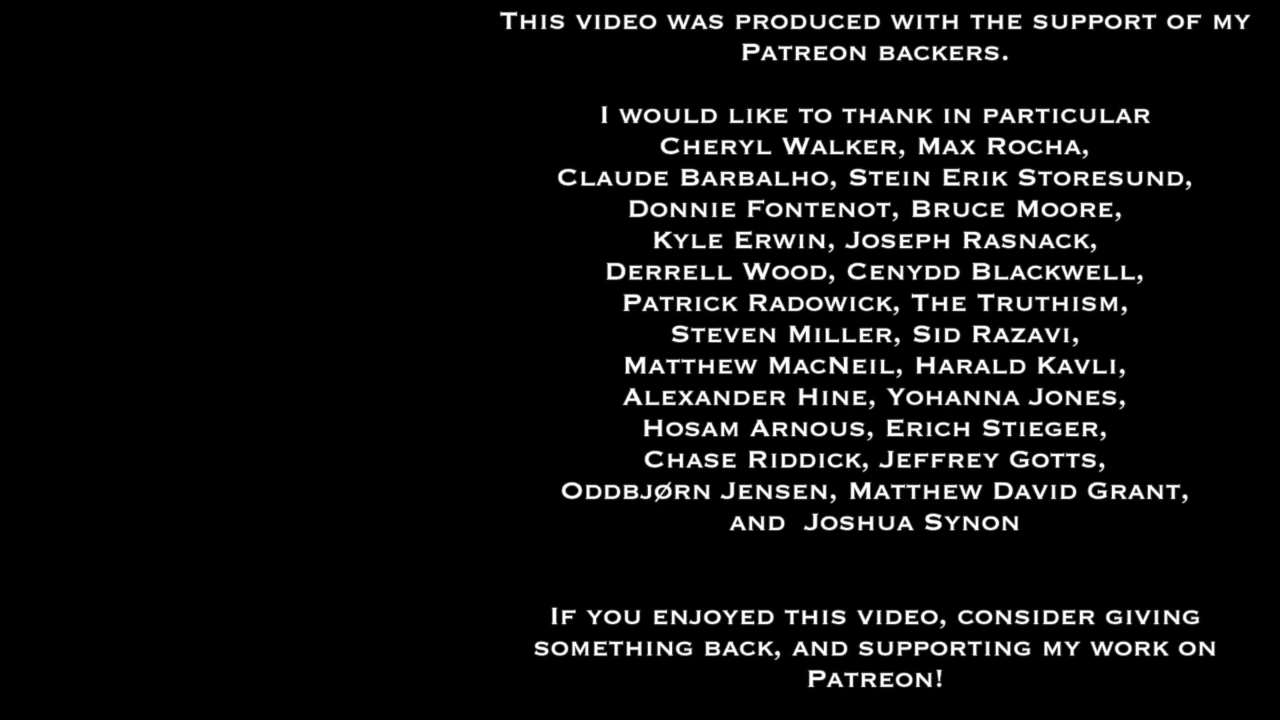 This video was produced with the support of my
Patreon backers.
I would like to thank in particular
Cheryl Walker, Max Rocha,
Claude Barbalho, Stein Erik Storesund,
Donnie Fontenot, Bruce Moore,
Kyle Erwin, Joseph Rasnack,
Derrell Wood, Cenydd Blackwell,
Patrick Radowick, The Truthism,
Steven Miller, Sid Razavi,
Matthew MacNeil, Harald Kavli,
Alexander Hine, Yohanna Jones,
Hosam Arnous, Erich Stieger,
Chase Riddick, Jeffrey Gotts,
Oddbjørn Jensen, Matthew David Grant,
and  Joshua Synon
If you enjoyed this video, consider giving
something back, and supporting my work on
Patreon!